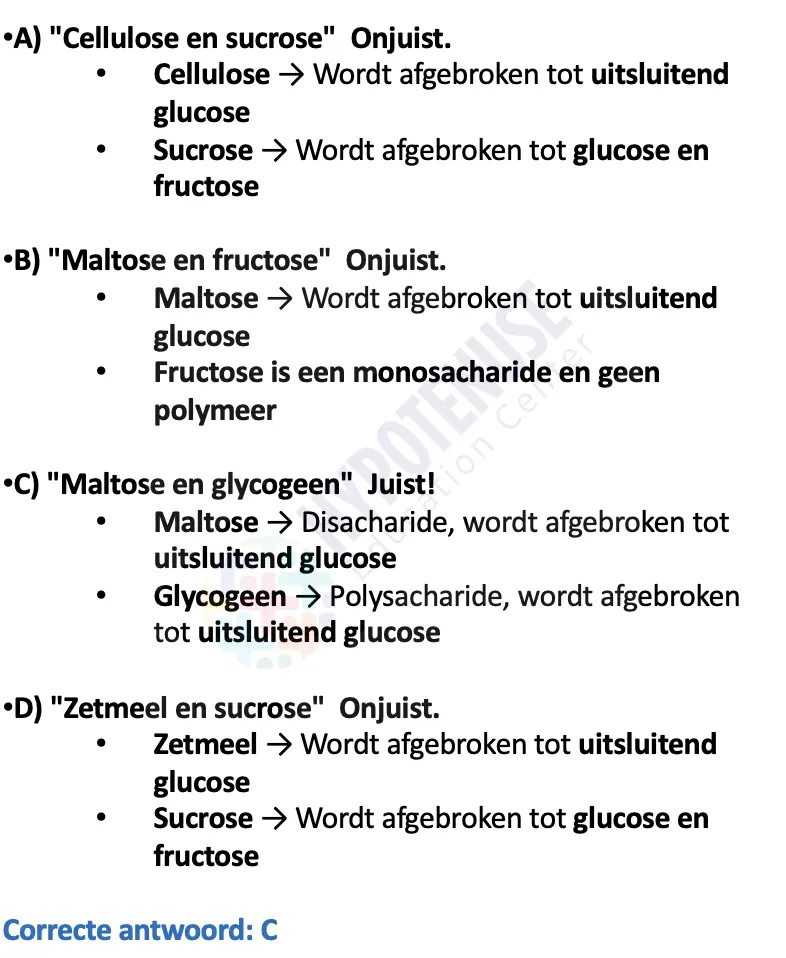 •A) "Cellulose en sucrose"  Onjuist.
• Cellulose → Wordt afgebroken tot uitsluitend
glucose
• Sucrose → Wordt afgebroken tot glucose en
fructose
•B) "Maltose en fructose"  Onjuist.
• Maltose → Wordt afgebroken tot uitsluitend
glucose
• Fructose is een monosacharide en geen
polymeer
•C) "Maltose en glycogeen"  Juist!
• Maltose → Disacharide, wordt afgebroken tot
uitsluitend glucose
• Glycogeen → Polysacharide, wordt afgebroken
tot uitsluitend glucose
•D) "Zetmeel en sucrose"  Onjuist.
• Zetmeel → Wordt afgebroken tot uitsluitend
glucose
• Sucrose → Wordt afgebroken tot glucose en
fructose
Correcte antwoord: C
HYPOTENUSE
Education Center